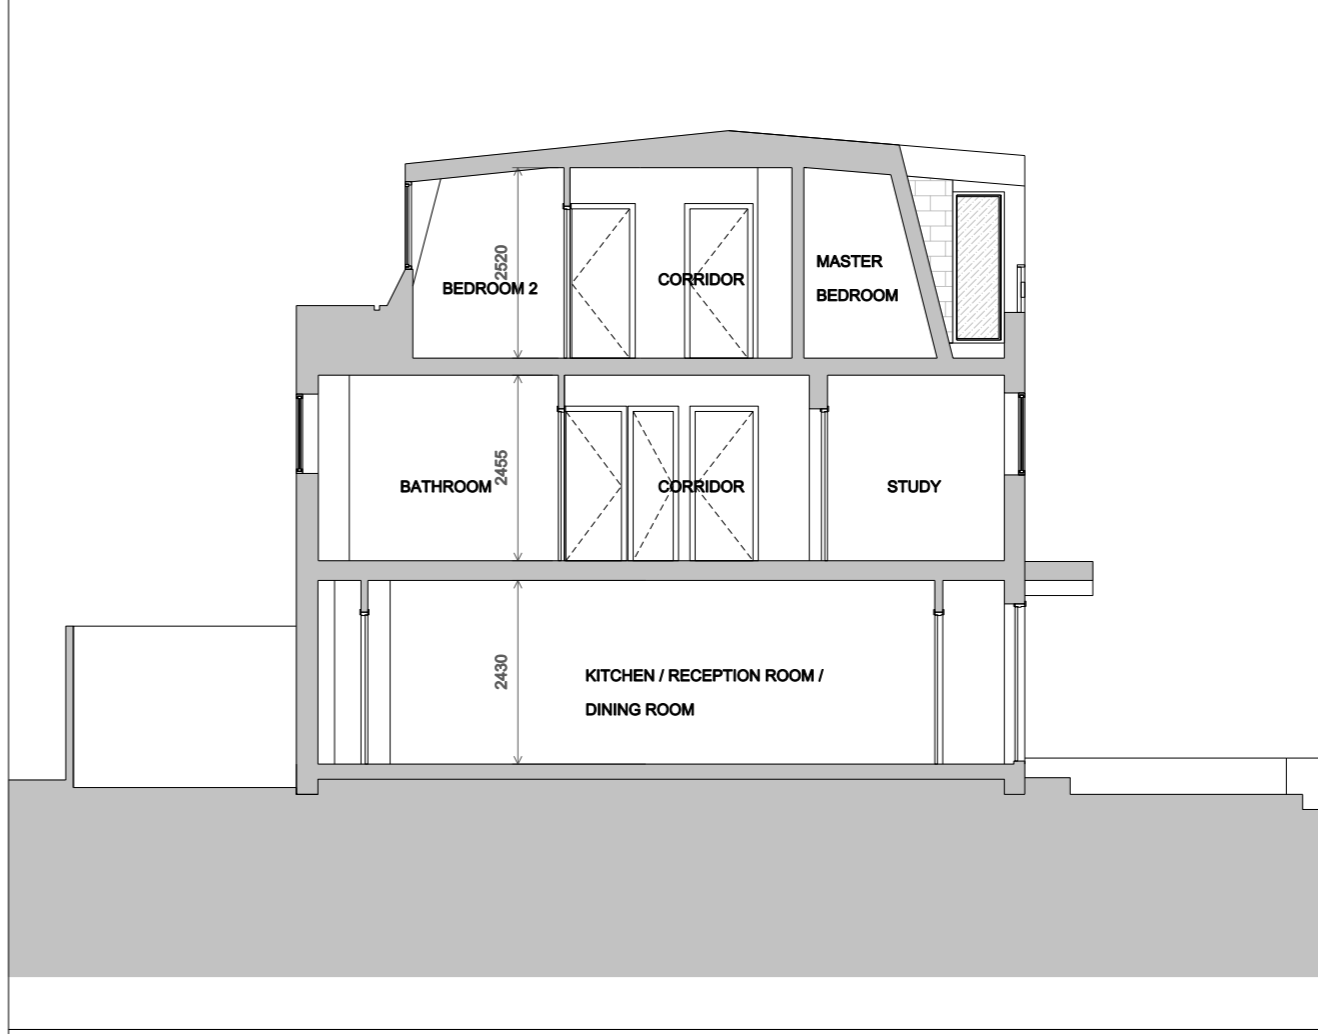 2520
BEDROOM 2
CORRIDOR
MASTER
BEDROOM
2455
BATHROOM
CORRIDOR
STUDY
2430
KITCHEN / RECEPTION ROOM /
DINING ROOM